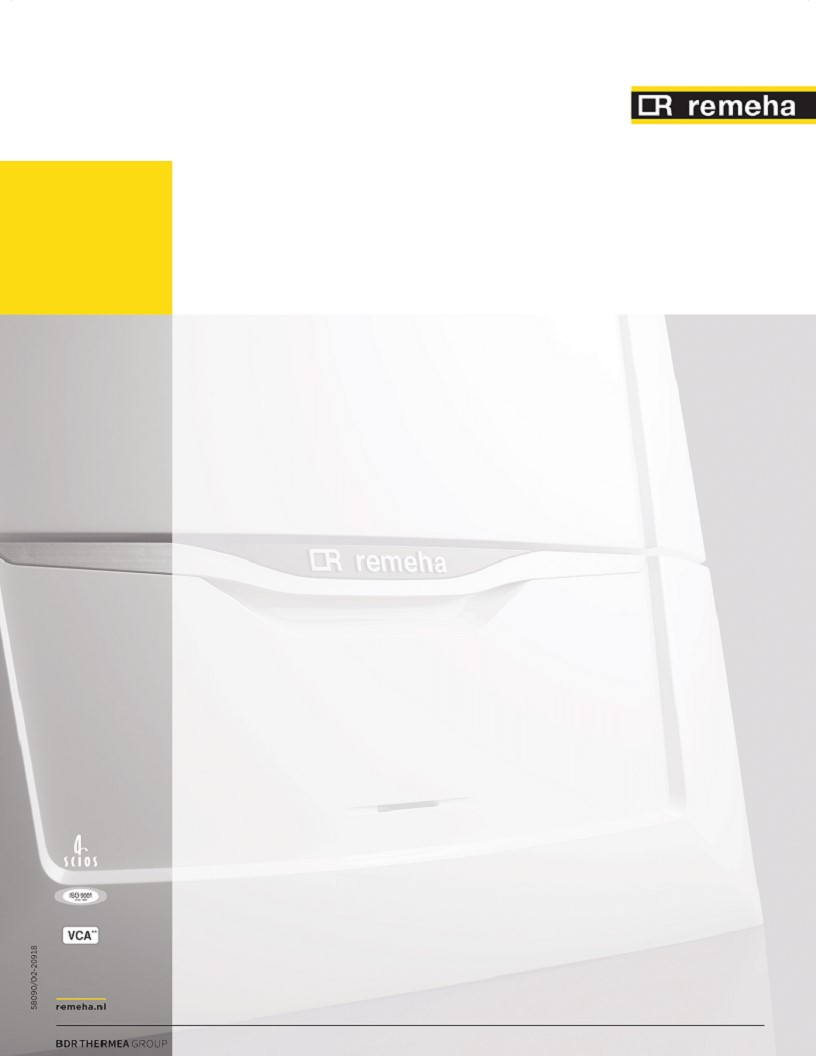 remeha
remeha
SCIOS
ISO 9001
VCA**
58090/02-20918
remeha.nl
BDR THERMEA GROUP